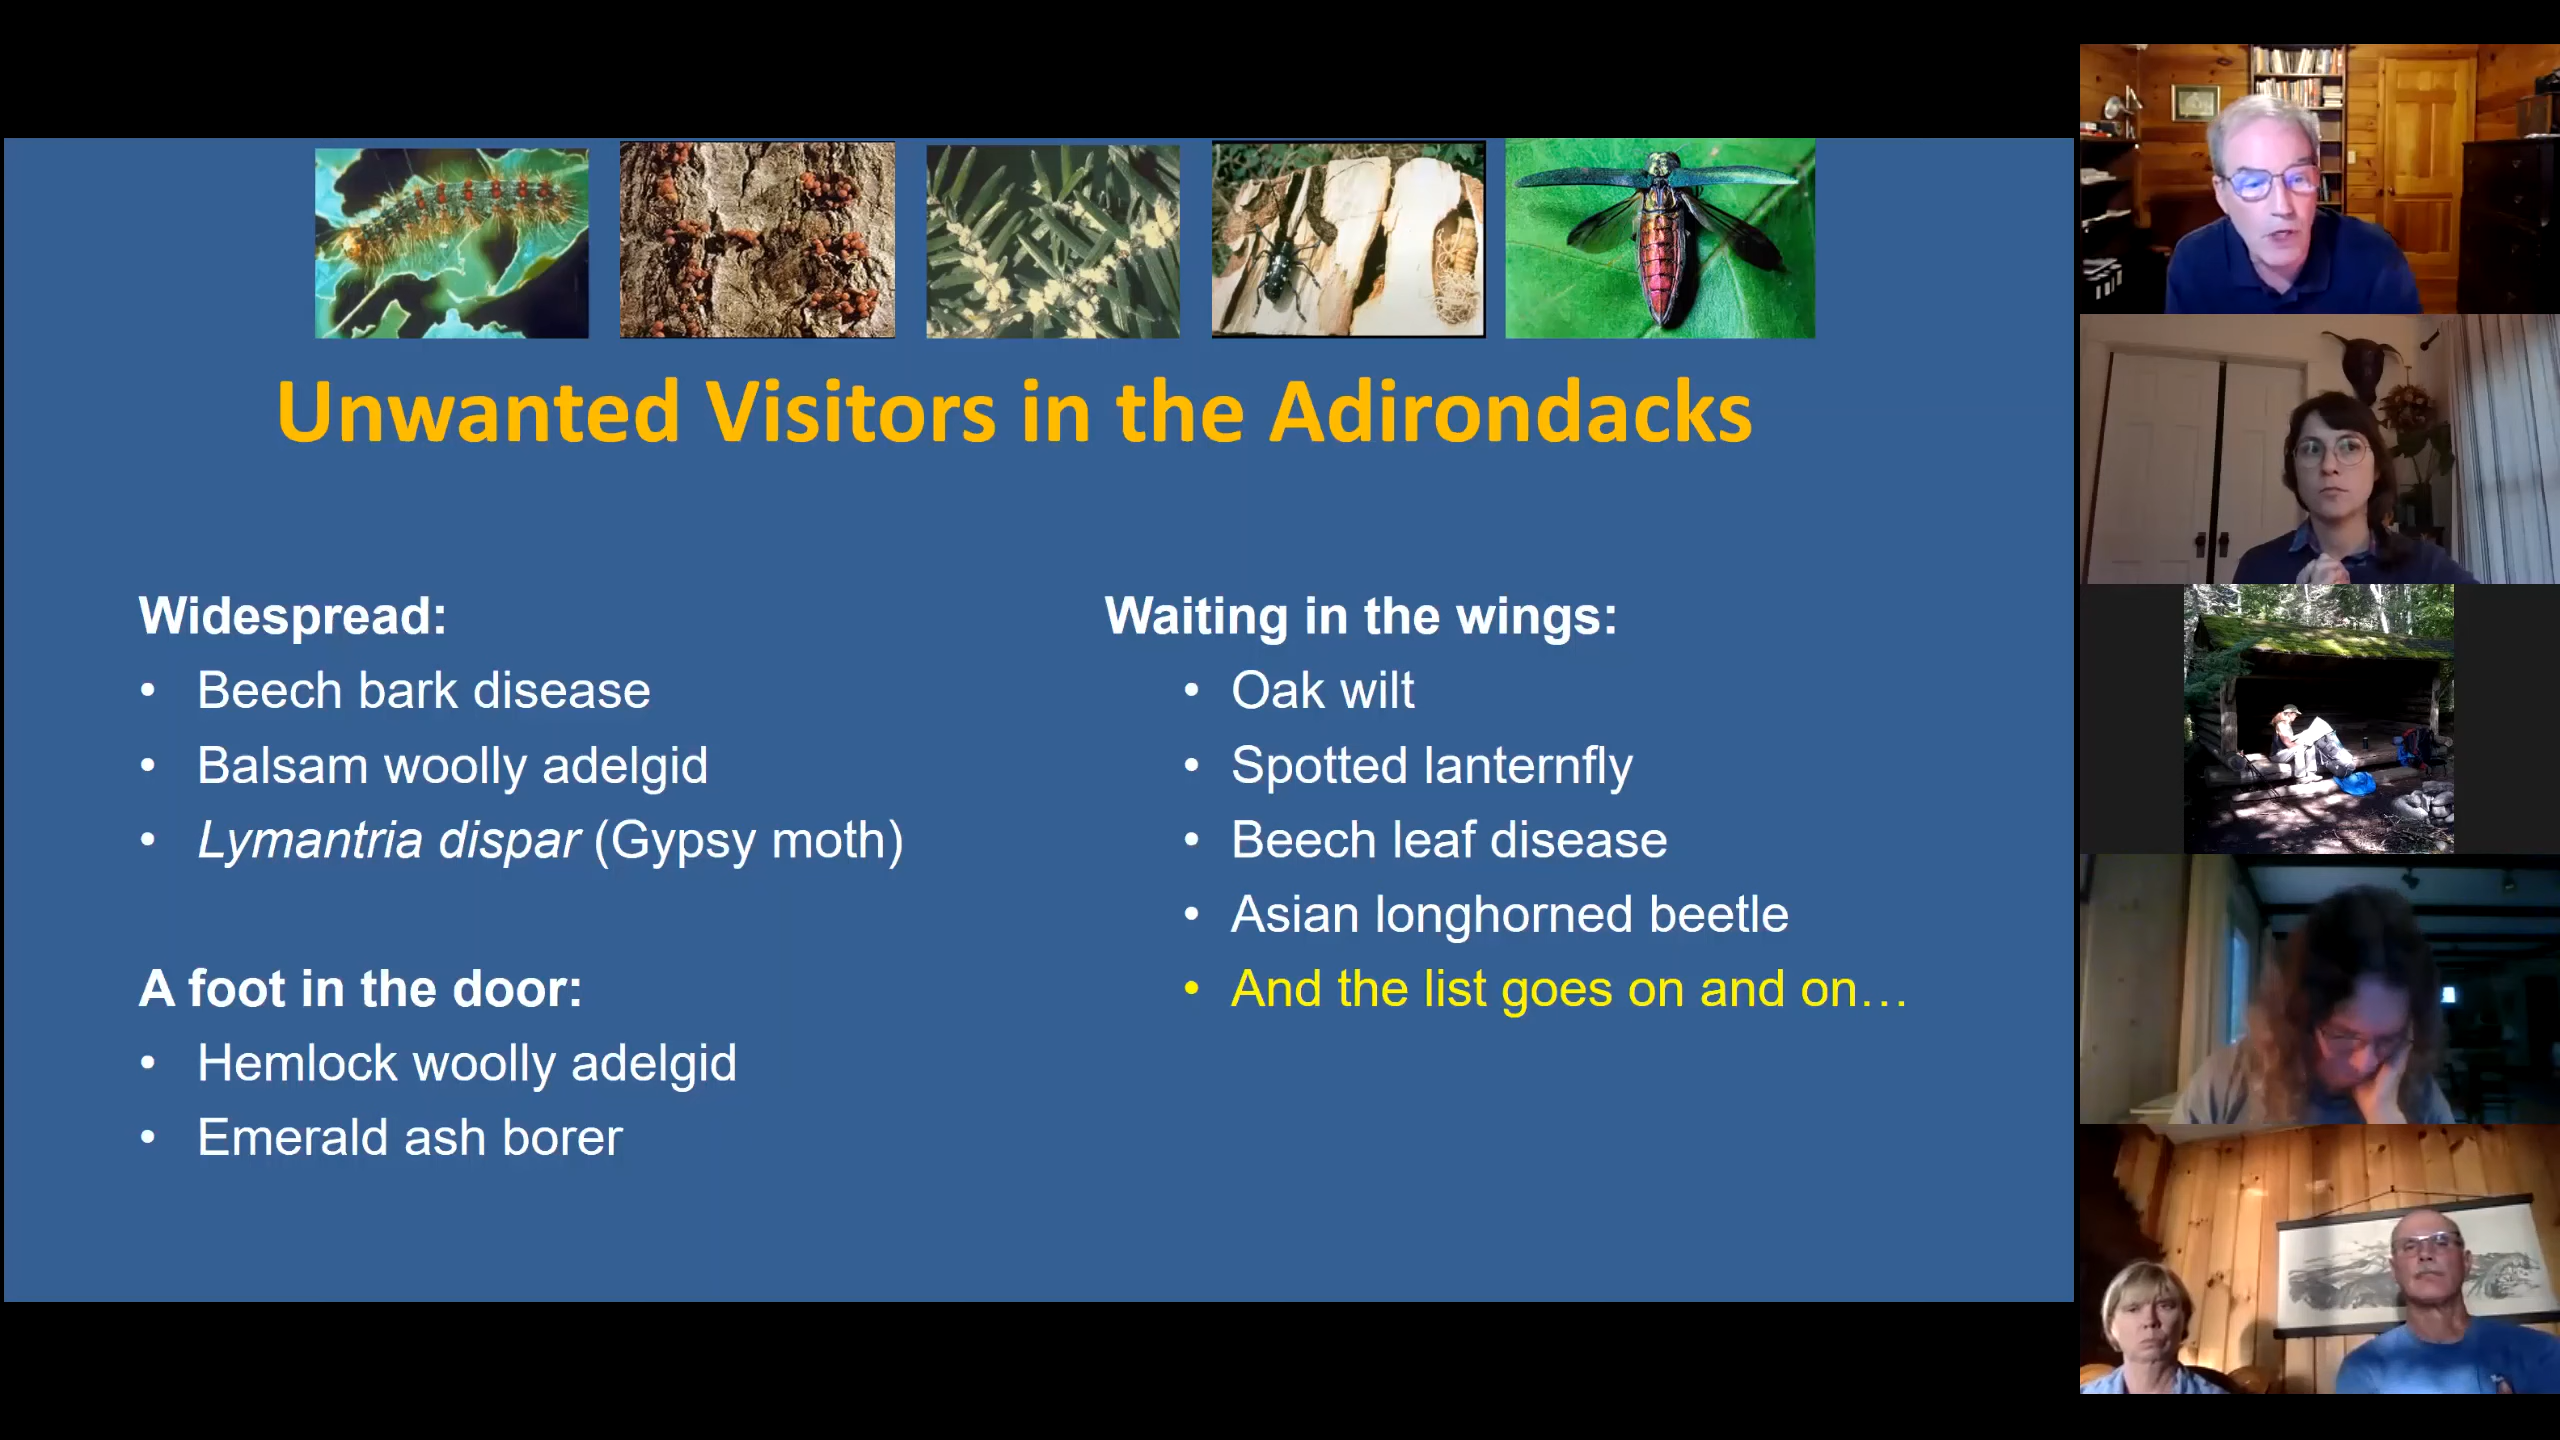 Unwanted Visitors in the Adirondacks
Widespread:
• Beech bark disease
• Balsam woolly adelgid
• Lymantria dispar (Gypsy moth)
A foot in the door:
• Hemlock woolly adelgid
• Emerald ash borer
Waiting in the wings:
• Oak wilt
• Spotted lanternfly
• Beech leaf disease
• Asian longhorned beetle
• And the list goes on and on…